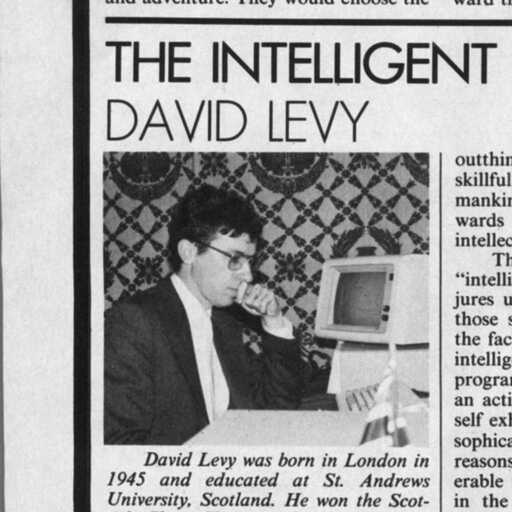 and adventure. They would choose the
THE INTELLIGENT
DAVID LEVY
David Levy was born in London in
1945 and educated at St. Andrews
University, Scotland. He won the Scot-
outthin
skillful
mankin
wards
intellec
Th
“intelli
jures u
those s
the fac
intellig
program
an acti
self exh
sophica
reasons
erable
in the